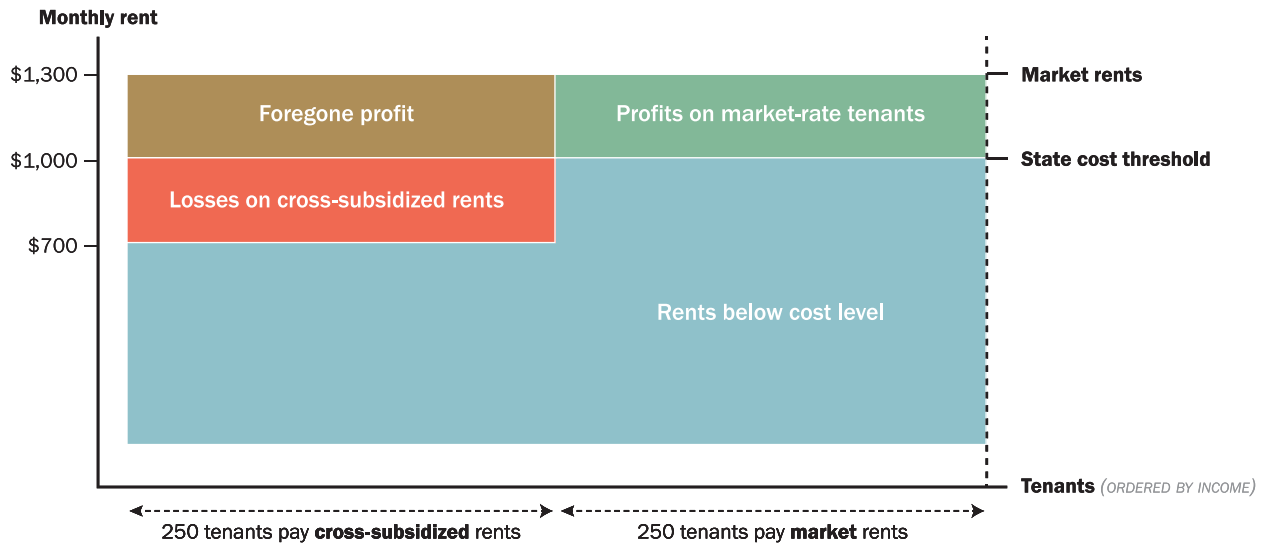 Monthly rent
$1,300
Market rents
Foregone profit
Profits on market-rate tenants
$1,000
State cost threshold
Losses on cross-subsidized rents
$700
Rents below cost level
Tenants (ORDERED BY INCOME)
250 tenants pay cross-subsidized rents
250 tenants pay market rents